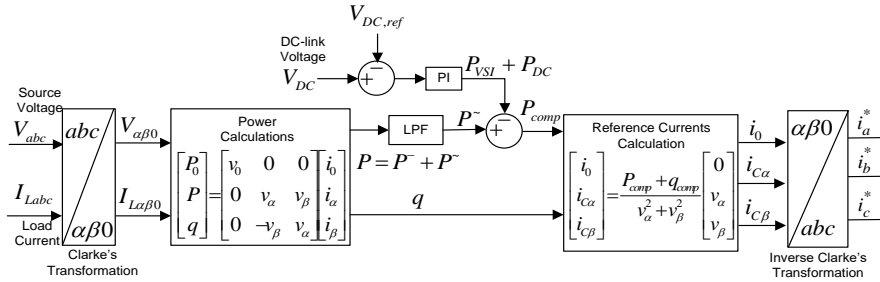 V_{DC,ref}
DC-link
Voltage
V_{DC}
+
−
PI
P_{VSI} + P_{DC}
Source
Voltage
V_{abc}
I_{Labc}
Load
Current
abc
αβ0
Clarke's
Transformation
V_{αβ0}
I_{Lαβ0}
Power
Calculations
[P_0 P q] = [v_0 0 0 0 v_α v_β 0 -v_β v_α] [i_0 i_α i_β]
LPF
P^~
P = P^- + P^~
q
+
−
P_{comp}
Reference Currents
Calculation
[i_0 i_{Cα} i_{Cβ}] = P_{comp} + q_{comp} / v_α^2 + v_β^2 [0 v_α v_β]
i_0
i_{Cα}
i_{Cβ}
αβ0
abc
Inverse Clarke's
Transformation
i_a^*
i_b^*
i_c^*